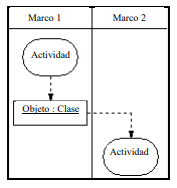 Marco 1 Marco 2
Actividad
Objeto : Clase
Actividad